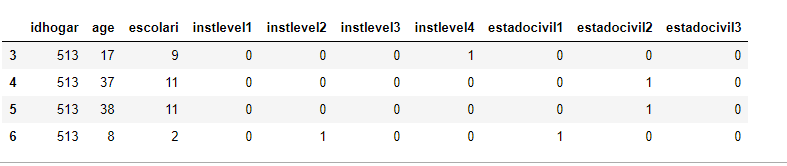 idhogar age escolari instlevel1 instlevel2 instlevel3 instlevel4 estadocivil1 estadocivil2 estadocivil3
3 513 17 9 0 0 0 1 0 0 0
4 513 37 11 0 0 0 0 0 1 0
5 513 38 11 0 0 0 0 0 1 0
6 513 8 2 0 1 0 0 1 0 0